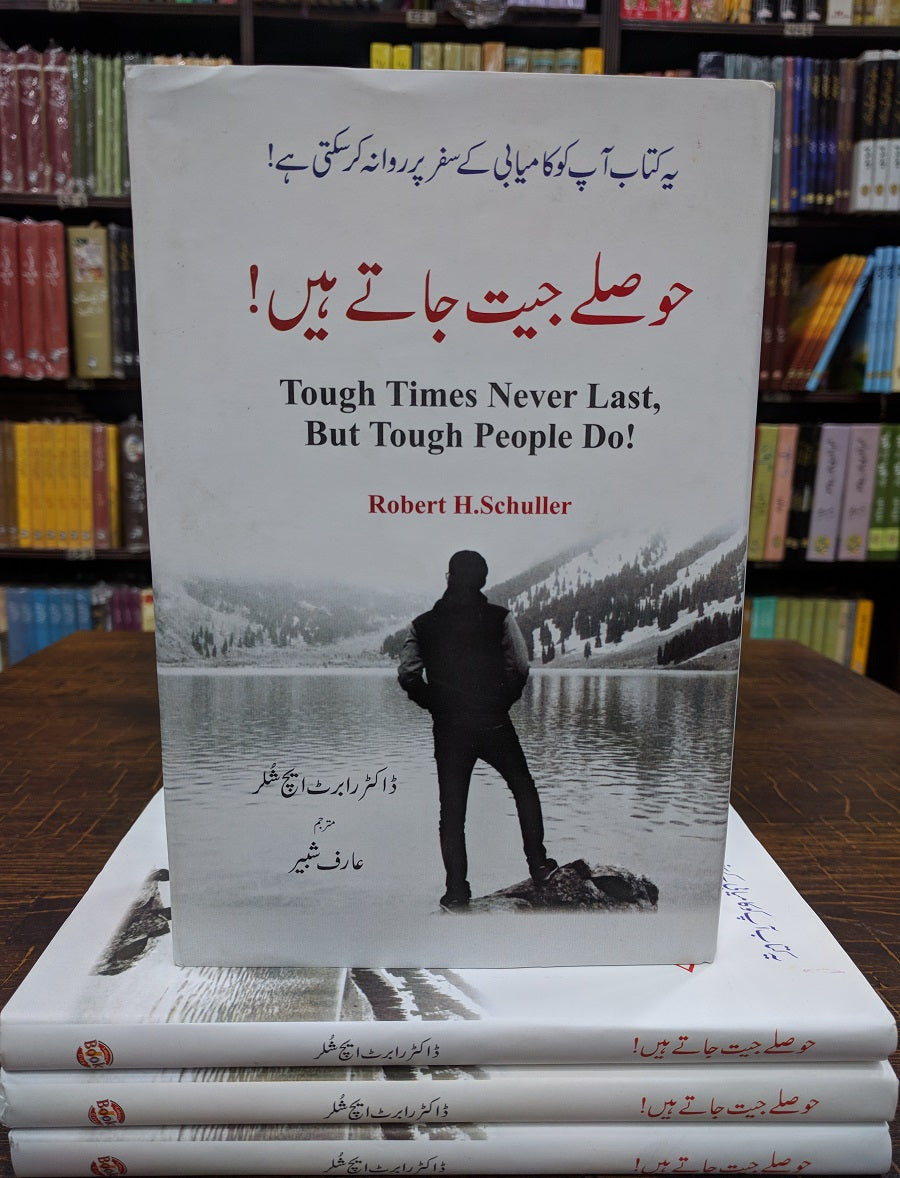 یہ کتاب آپ کو کامیابی کے سفر پر روانہ کر سکتی ہے!
حوصلے جیت جاتے ہیں!
Tough Times Never Last,
But Tough People Do!
Robert H.Schuller
ڈاکٹر رابرٹ ایچ شُلر
مترجم
عارف شبیر
حوصلے جیت جاتے ہیں! ڈاکٹر رابرٹ ایچ شُلر Book
حوصلے جیت جاتے ہیں! ڈاکٹر رابرٹ ایچ شُلر Book
حوصلے جیت جاتے ہیں! ڈاکٹر رابرٹ ایچ شُلر Book